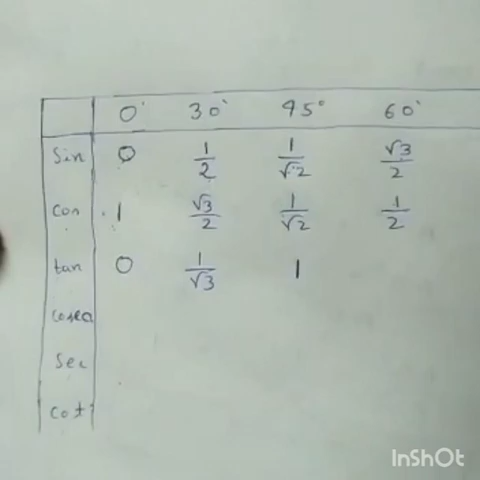 0° 30° 45° 60°
Sin 0 1/2 1/√2 √3/2
Cos 1 √3/2 1/√2 1/2
tan 0 1/√3 1
Cosec
Sec
Cot
InShOt